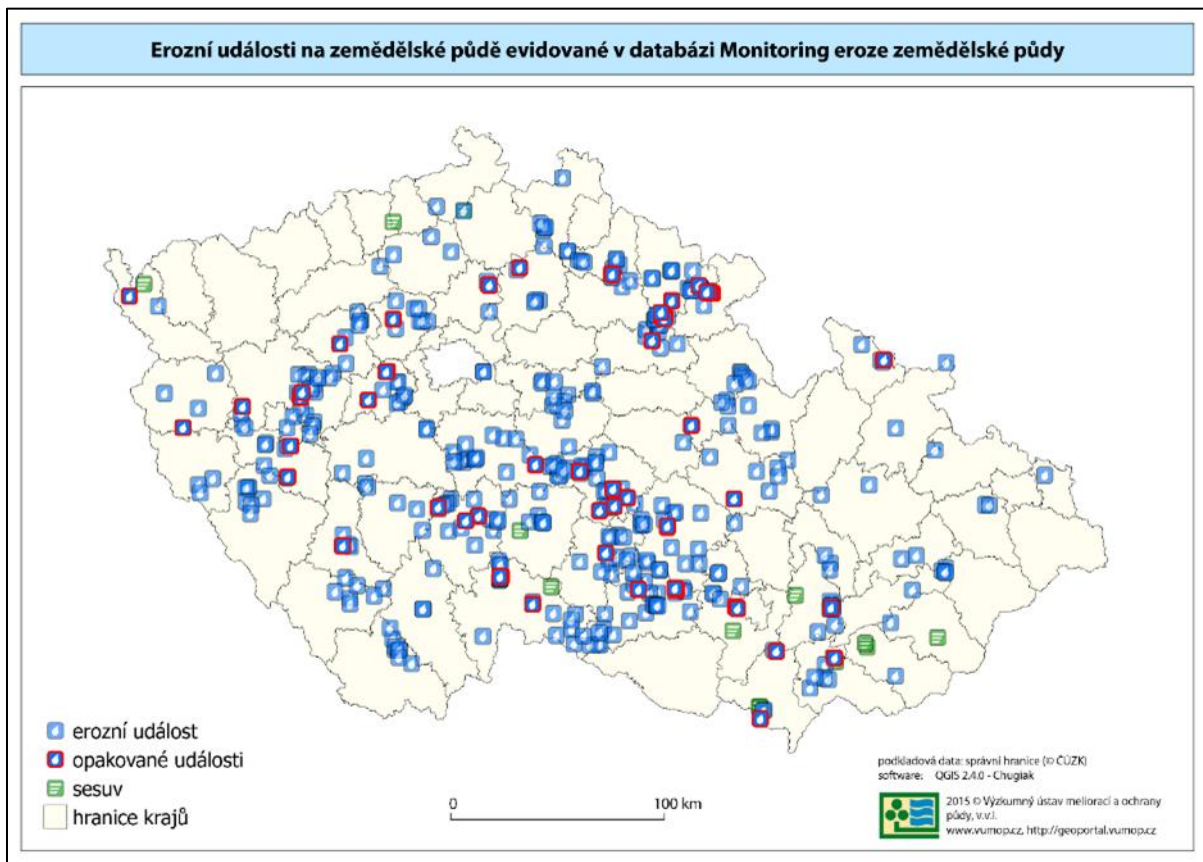 Erozní události na zemědělské půdě evidované v databázi Monitoring eroze zemědělské půdy
erozní událost
opakované události
sesuv
hranice krajů
0 100 km
podkladová data: správní hranice (© ČÚZK)
software: QGIS 2.4.0 - Chugiak
2015 © Výzkumný ústav meliorací a ochrany
půdy, v.v.i.
www.vumop.cz, http://geoportal.vumop.cz